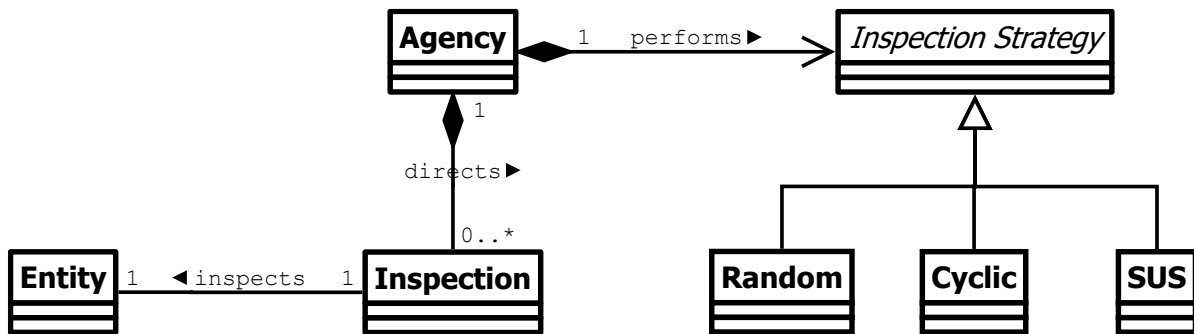 Agency
1 performs ►
Inspection Strategy
1
directs ►
0..*
Entity
1 ◄ inspects 1
Inspection
Random
Cyclic
SUS